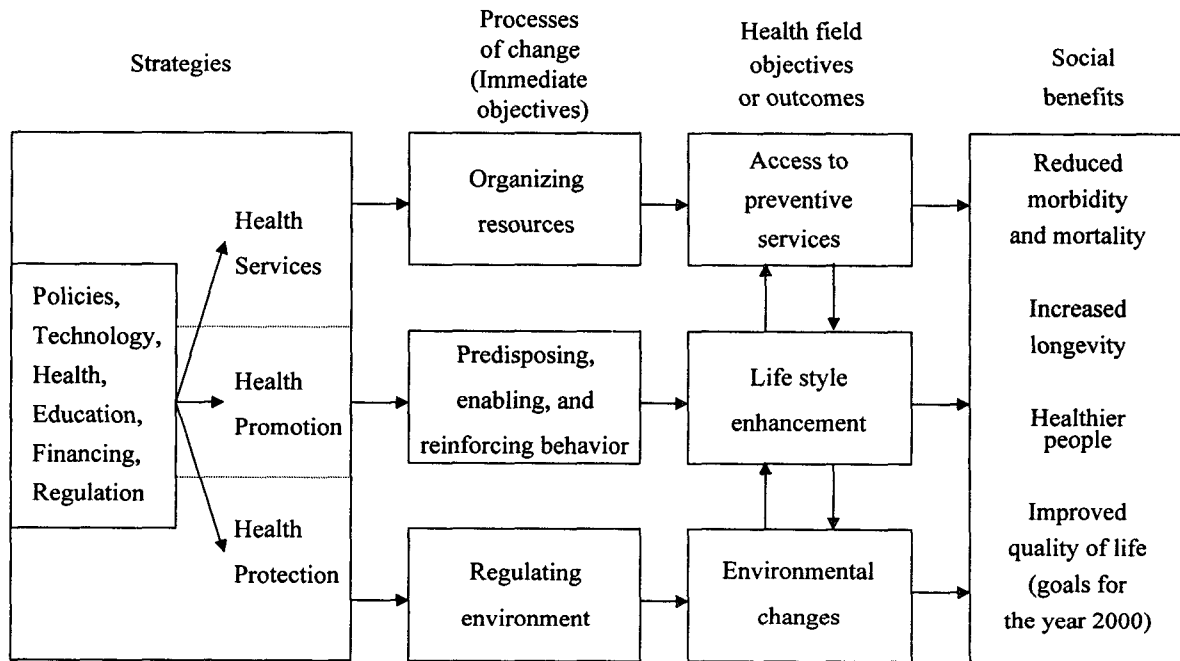 Strategies
Processes
of change
(Immediate
objectives)
Health field
objectives
or outcomes
Social
benefits
Policies,
Technology,
Health,
Education,
Financing,
Regulation
Health
Services
Health
Promotion
Health
Protection
Organizing
resources
Predisposing,
enabling, and
reinforcing behavior
Regulating
environment
Access to
preventive
services
Life style
enhancement
Environmental
changes
Reduced
morbidity
and mortality
Increased
longevity
Healthier
people
Improved
quality of life
(goals for
the year 2000)